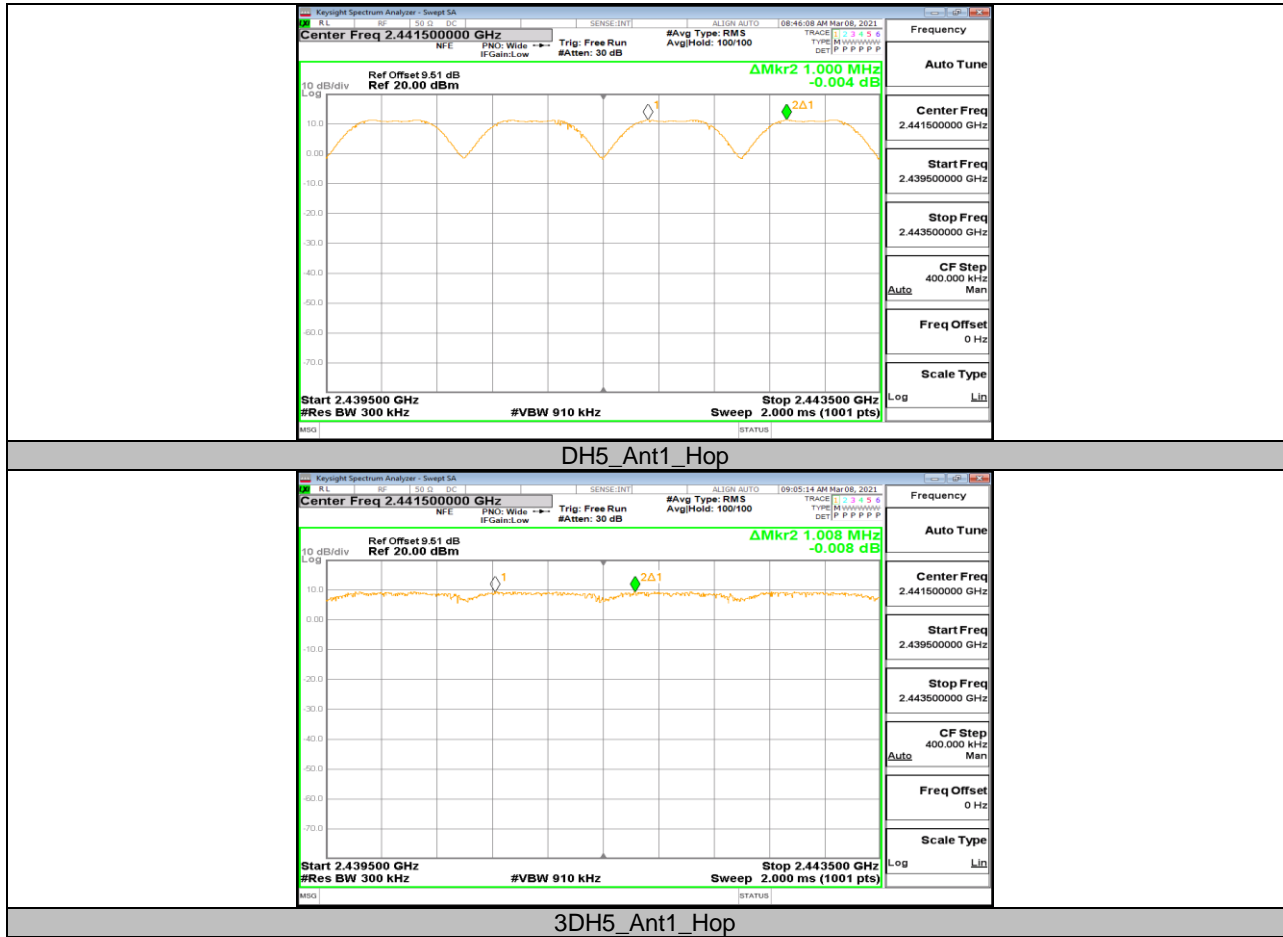 Keysight Spectrum Analyzer - Swept SA
RL RF 50 Ω DC SENSE:INT ALIGN AUTO 08:46:08 AM Mar 08, 2021
Center Freq 2.441500000 GHz #Avg Type: RMS TRACE 1 2 3 4 5 6 Frequency
NFE PNO: Wide Trig: Free Run Avg|Hold: 100/100 TYPE M WWWWW
IFGain:Low #Atten: 30 dB DET P P P P P P
Auto Tune
Ref Offset 9.51 dB ΔMkr2 1.000 MHz
10 dB/div Ref 20.00 dBm -0.004 dB
Log
1 2Δ1
Center Freq
2.441500000 GHz
10.0
0.00
Start Freq
2.439500000 GHz
-10.0
-20.0
Stop Freq
2.443500000 GHz
-30.0
-40.0
CF Step
400.000 kHz
Auto Man
-50.0
-60.0
Freq Offset
0 Hz
-70.0
Scale Type
Log Lin
Start 2.439500 GHz Stop 2.443500 GHz
#Res BW 300 kHz #VBW 910 kHz Sweep 2.000 ms (1001 pts)
MSG STATUS
DH5_Ant1_Hop
Keysight Spectrum Analyzer - Swept SA
RL RF 50 Ω DC SENSE:INT ALIGN AUTO 09:05:14 AM Mar 08, 2021
Center Freq 2.441500000 GHz #Avg Type: RMS TRACE 1 2 3 4 5 6 Frequency
NFE PNO: Wide Trig: Free Run Avg|Hold: 100/100 TYPE M WWWWW
IFGain:Low #Atten: 30 dB DET P P P P P P
Auto Tune
Ref Offset 9.51 dB ΔMkr2 1.008 MHz
10 dB/div Ref 20.00 dBm -0.008 dB
Log
1 2Δ1
Center Freq
2.441500000 GHz
10.0
0.00
Start Freq
2.439500000 GHz
-10.0
-20.0
Stop Freq
2.443500000 GHz
-30.0
-40.0
CF Step
400.000 kHz
Auto Man
-50.0
-60.0
Freq Offset
0 Hz
-70.0
Scale Type
Log Lin
Start 2.439500 GHz Stop 2.443500 GHz
#Res BW 300 kHz #VBW 910 kHz Sweep 2.000 ms (1001 pts)
MSG STATUS
3DH5_Ant1_Hop